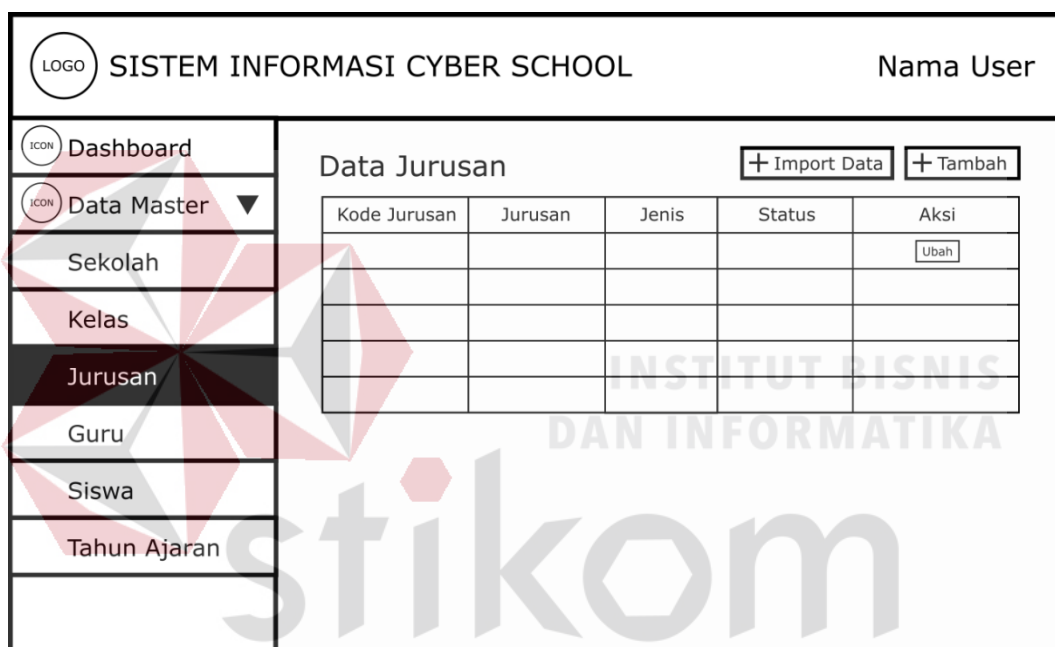 LOGO SISTEM INFORMASI CYBER SCHOOL Nama User
ICON Dashboard
ICON Data Master
Sekolah
Kelas
Jurusan
Guru
Siswa
Tahun Ajaran
Data Jurusan + Import Data + Tambah
Kode Jurusan Jurusan Jenis Status Aksi
Ubah
INSTITUT BISNIS
DAN INFORMATIKA
stikom